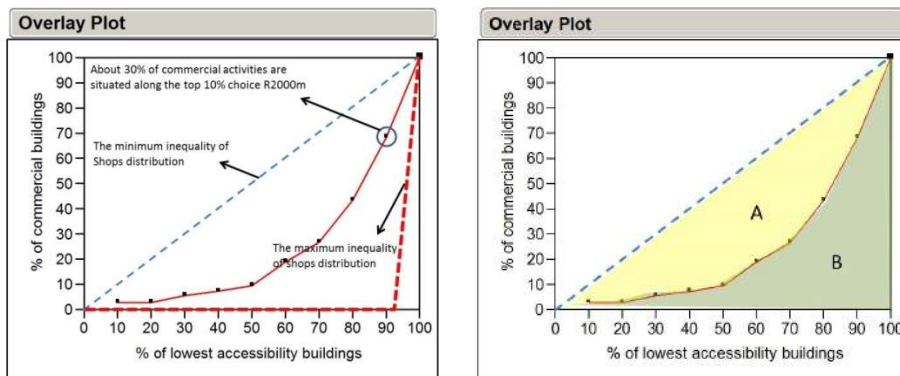 Overlay Plot
100
90
80
70
60
50
40
30
20
10
0
% of commercial buildings
About 30% of commercial activities are
situated along the top 10% choice R2000m
The minimum inequality of
Shops distribution
The maximum inequality
of shops distribution
0 10 20 30 40 50 60 70 80 90 100
% of lowest accessibility buildings
Overlay Plot
100
90
80
70
60
50
40
30
20
10
0
% of commercial buildings
A
B
0 10 20 30 40 50 60 70 80 90 100
% of lowest accessibility buildings